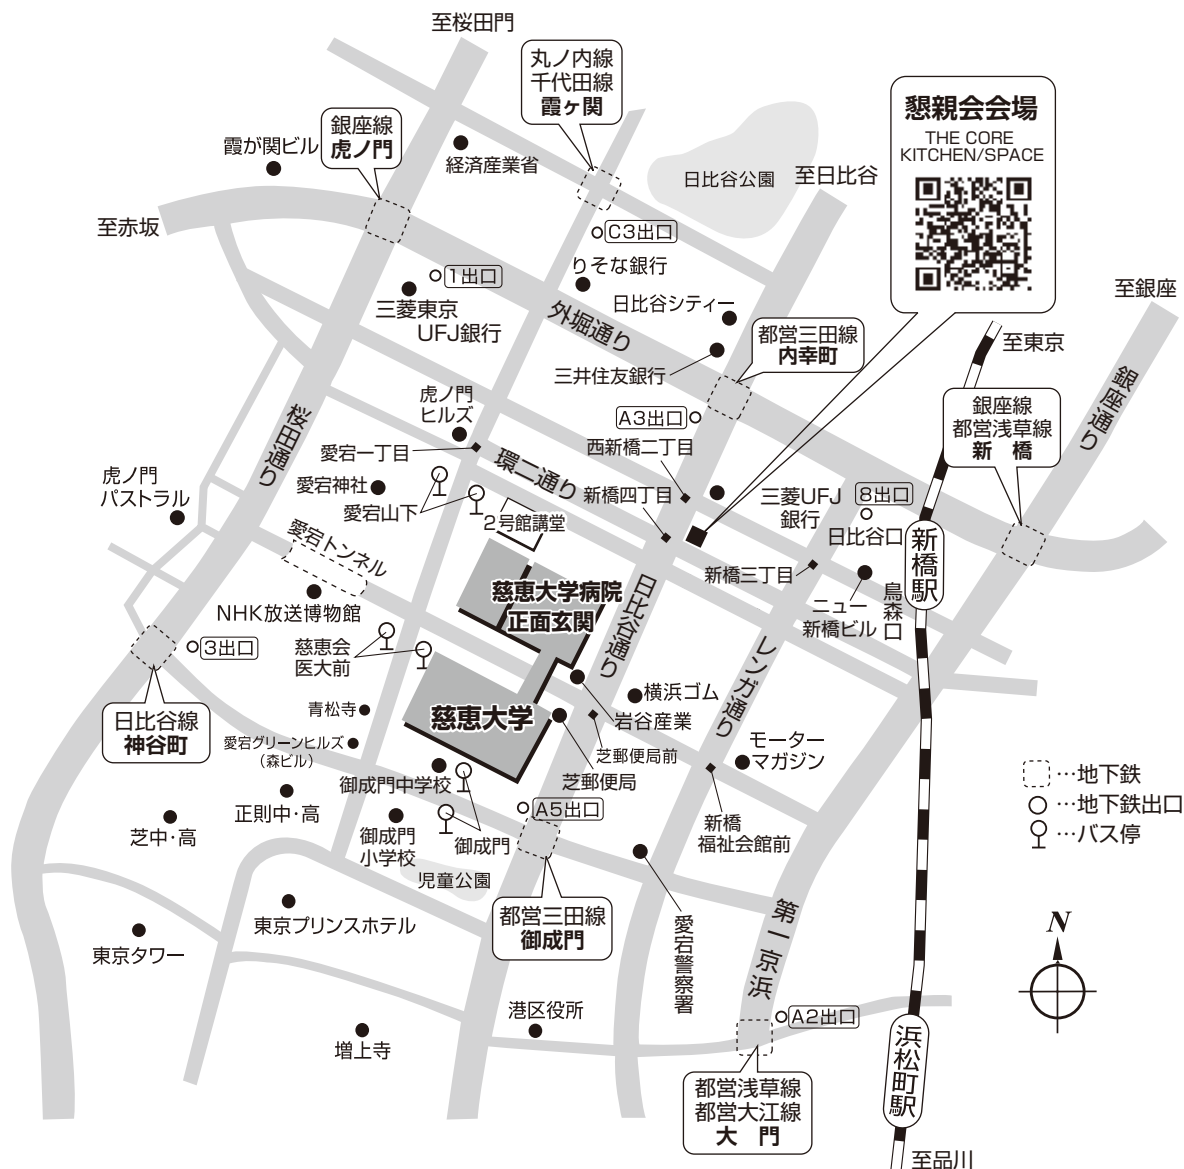 至桜田門
丸ノ内線
千代田線
霞ヶ関
銀座線
虎ノ門
霞が関ビル
経済産業省
日比谷公園
至日比谷
懇親会会場
THE CORE
KITCHEN/SPACE
至赤坂
C3出口
1出口
りそな銀行
三菱東京
UFJ銀行
外堀通り
日比谷シティー
都営三田線
内幸町
三井住友銀行
至銀座
至東京
銀座通り
銀座線
都営浅草線
新 橋
虎ノ門
ヒルズ
A3出口
西新橋二丁目
桜田通り
愛宕一丁目
環二通り
虎ノ門
パストラル
愛宕神社
愛宕山下
新橋四丁目
三菱UFJ
銀行
8出口
日比谷口
2号館講堂
愛宕トンネル
新橋駅
新橋三丁目
慈恵大学病院
正面玄関
日比谷通り
ニュー
新橋ビル
烏森口
NHK放送博物館
3出口
慈恵会
医大前
レンガ通り
横浜ゴム
岩谷産業
日比谷線
神谷町
青松寺
慈恵大学
愛宕グリーンヒルズ
(森ビル)
芝郵便局前
芝郵便局
モーター
マガジン
御成門中学校
正則中・高
芝中・高
御成門
小学校
御成門
A5出口
新橋
福祉会館前
…地下鉄
…地下鉄出口
…バス停
児童公園
都営三田線
御成門
東京プリンスホテル
東京タワー
愛宕警察署
第一京浜
N
港区役所
増上寺
A2出口
浜松町駅
都営浅草線
都営大江線
大 門
至品川